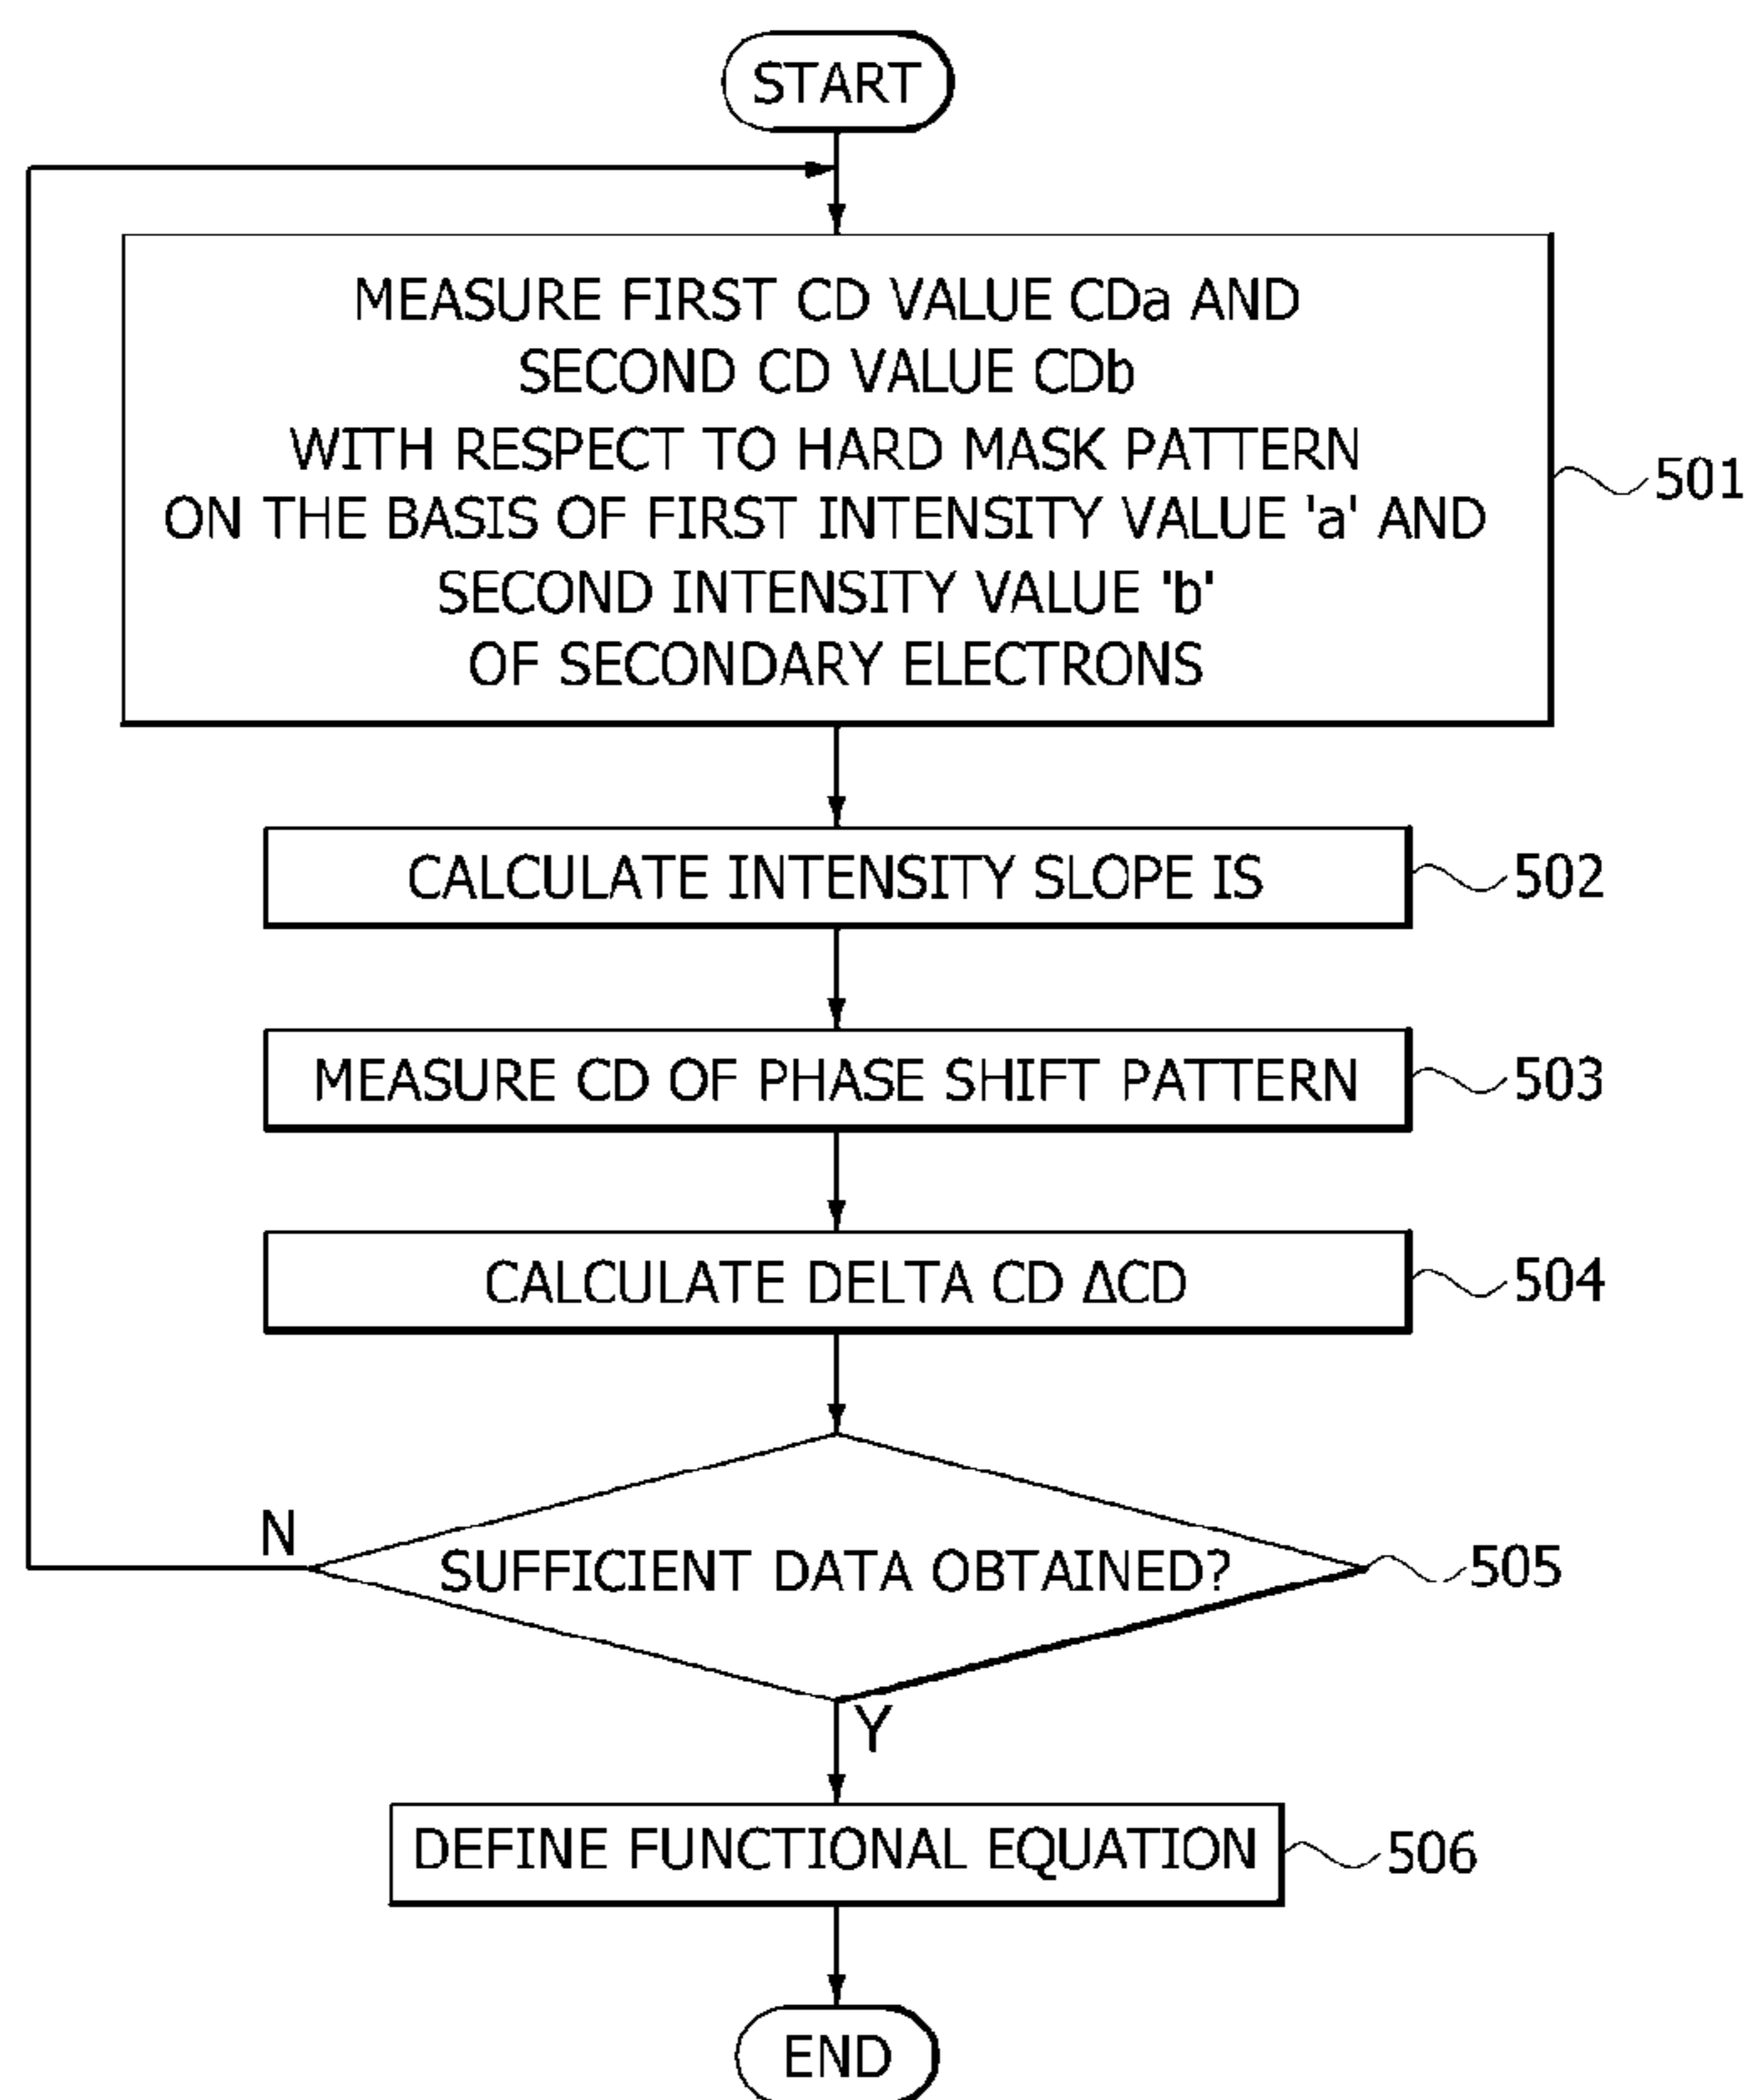 START
MEASURE FIRST CD VALUE CDa AND
SECOND CD VALUE CDb
WITH RESPECT TO HARD MASK PATTERN
ON THE BASIS OF FIRST INTENSITY VALUE 'a' AND
SECOND INTENSITY VALUE 'b'
OF SECONDARY ELECTRONS
501
CALCULATE INTENSITY SLOPE IS
502
MEASURE CD OF PHASE SHIFT PATTERN
503
CALCULATE DELTA CD ΔCD
504
N
SUFFICIENT DATA OBTAINED?
505
Y
DEFINE FUNCTIONAL EQUATION
506
END